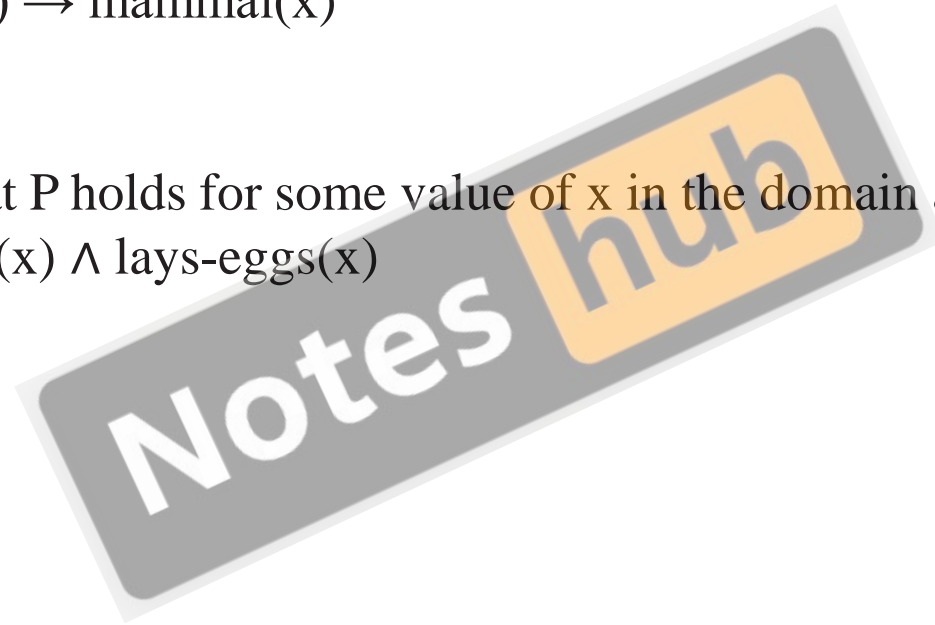 ) → mammal(x)
t P holds for some value of x in the domain
(x) ∧ lays-eggs(x)
Notes hub